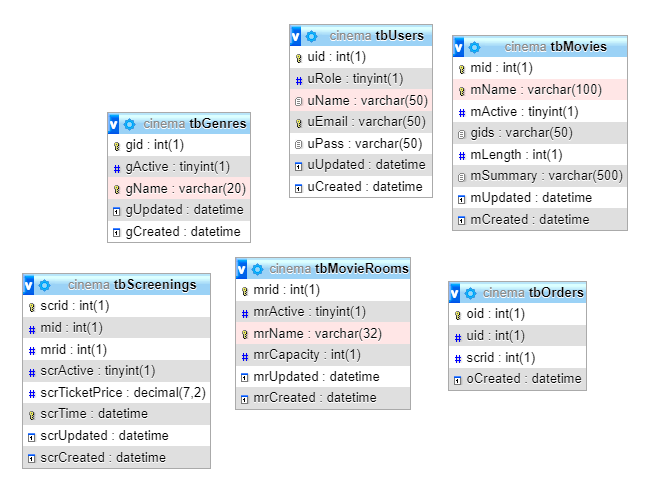 cinema tbUsers
uid : int(1)
uRole : tinyint(1)
uName : varchar(50)
uEmail : varchar(50)
uPass : varchar(50)
uUpdated : datetime
uCreated : datetime
cinema tbMovies
mid : int(1)
mName : varchar(100)
mActive : tinyint(1)
gids : varchar(50)
mLength : int(1)
mSummary : varchar(500)
mUpdated : datetime
mCreated : datetime
cinema tbGenres
gid : int(1)
gActive : tinyint(1)
gName : varchar(20)
gUpdated : datetime
gCreated : datetime
cinema tbScreenings
scrid : int(1)
mid : int(1)
mrid : int(1)
scrActive : tinyint(1)
scrTicketPrice : decimal(7,2)
scrTime : datetime
scrUpdated : datetime
scrCreated : datetime
cinema tbMovieRooms
mrid : int(1)
mrActive : tinyint(1)
mrName : varchar(32)
mrCapacity : int(1)
mrUpdated : datetime
mrCreated : datetime
cinema tbOrders
oid : int(1)
uid : int(1)
scrid : int(1)
oCreated : datetime